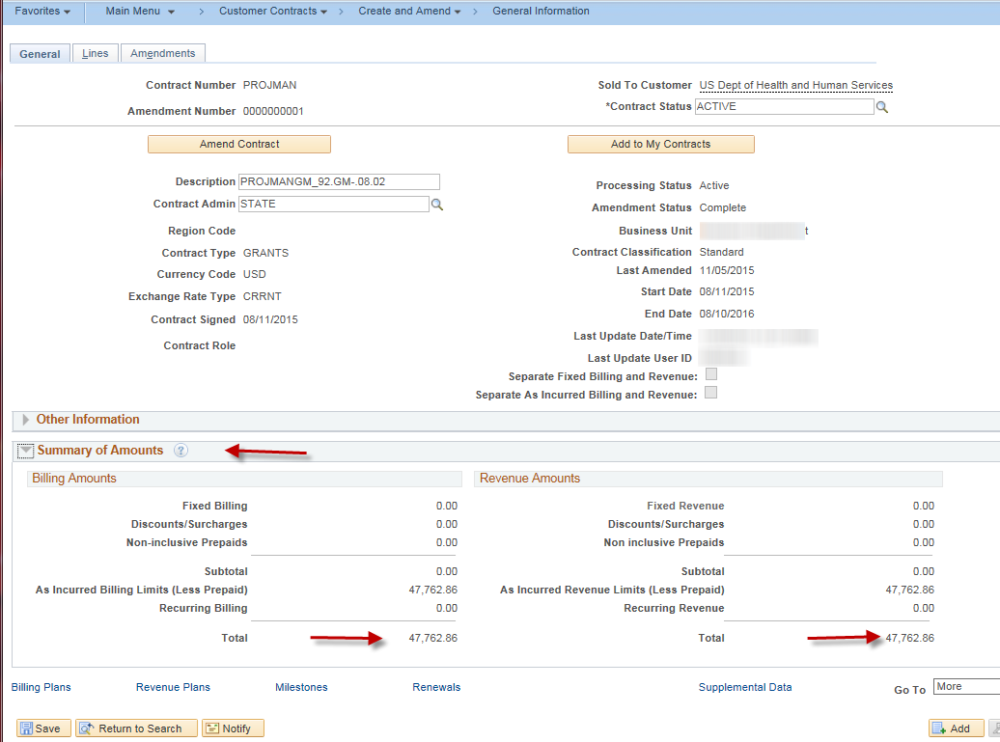 Favorites Main Menu > Customer Contracts > Create and Amend > General Information
General Lines Amendments
Contract Number PROJMAN
Sold To Customer US Dept of Health and Human Services
Amendment Number 0000000001
*Contract Status ACTIVE
Amend Contract
Add to My Contracts
Description PROJMANGM_92.GM-.08.02
Processing Status Active
Contract Admin STATE
Amendment Status Complete
Region Code
Business Unit t
Contract Type GRANTS
Contract Classification Standard
Currency Code USD
Last Amended 11/05/2015
Exchange Rate Type CRRNT
Start Date 08/11/2015
Contract Signed 08/11/2015
End Date 08/10/2016
Contract Role
Last Update Date/Time
Last Update User ID
Separate Fixed Billing and Revenue:
Separate As Incurred Billing and Revenue:
Other Information
Summary of Amounts ?
Billing Amounts
Fixed Billing 0.00
Discounts/Surcharges 0.00
Non-inclusive Prepaids 0.00
Subtotal 0.00
As Incurred Billing Limits (Less Prepaid) 47,762.86
Recurring Billing 0.00
Total 47,762.86
Revenue Amounts
Fixed Revenue 0.00
Discounts/Surcharges 0.00
Non inclusive Prepaids 0.00
Subtotal 0.00
As Incurred Revenue Limits (Less Prepaid) 47,762.86
Recurring Revenue 0.00
Total 47,762.86
Billing Plans Revenue Plans Milestones Renewals Supplemental Data Go To More
Save Return to Search Notify Add